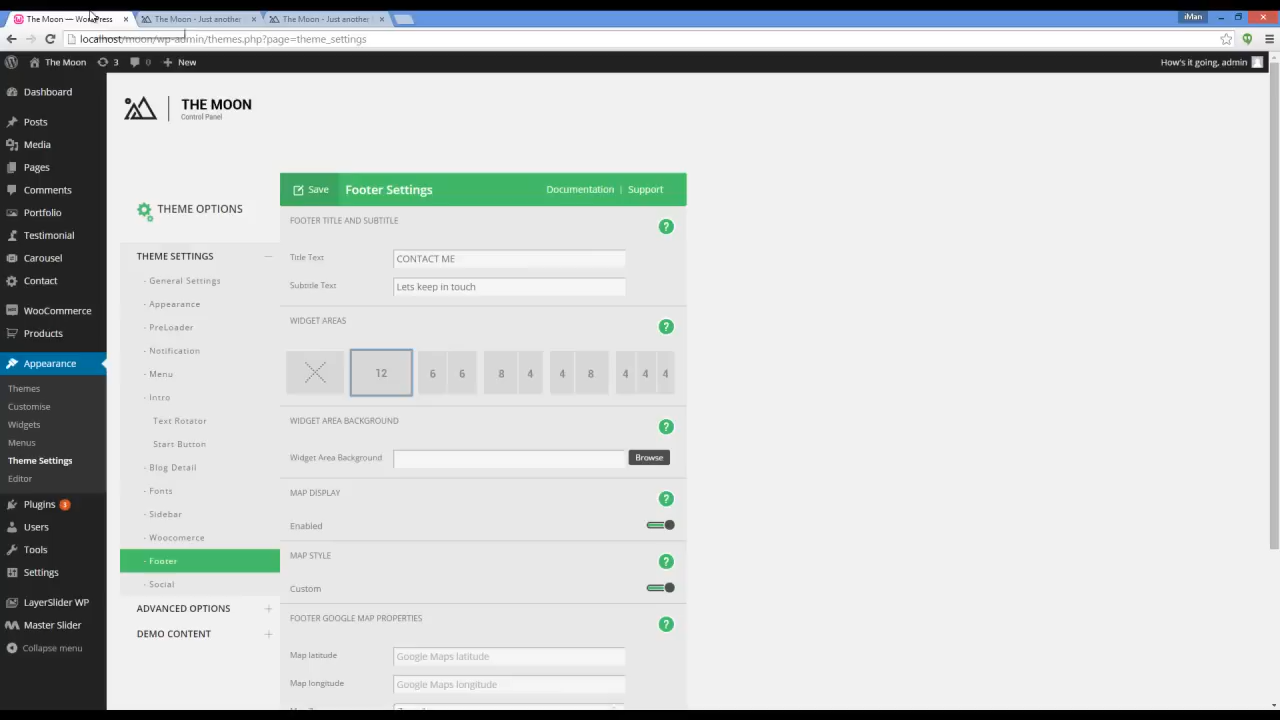 The Moon — WordPress
The Moon - Just another
The Moon - Just another
iMan
localhost/moon/wp-admin/themes.php?page=theme_settings
The Moon
3
0
New
How's it going, admin
Dashboard
Posts
Media
Pages
Comments
Portfolio
Testimonial
Carousel
Contact
WooCommerce
Products
Appearance
Themes
Customise
Widgets
Menus
Theme Settings
Editor
Plugins 3
Users
Tools
Settings
LayerSlider WP
Master Slider
Collapse menu
THE MOON
Control Panel
THEME OPTIONS
THEME SETTINGS
- General Settings
- Appearance
- PreLoader
- Notification
- Menu
- Intro
Text Rotator
Start Button
- Blog Detail
- Fonts
- Sidebar
- Woocomerce
- Footer
- Social
ADVANCED OPTIONS
DEMO CONTENT
Save
Footer Settings
Documentation | Support
FOOTER TITLE AND SUBTITLE
?
Title Text
CONTACT ME
Subtitle Text
Lets keep in touch
WIDGET AREAS
?
12
6 6
8 4
4 8
4 4 4
WIDGET AREA BACKGROUND
?
Widget Area Background
Browse
MAP DISPLAY
?
Enabled
MAP STYLE
?
Custom
FOOTER GOOGLE MAP PROPERTIES
?
Map latitude
Google Maps latitude
Map longitude
Google Maps longitude